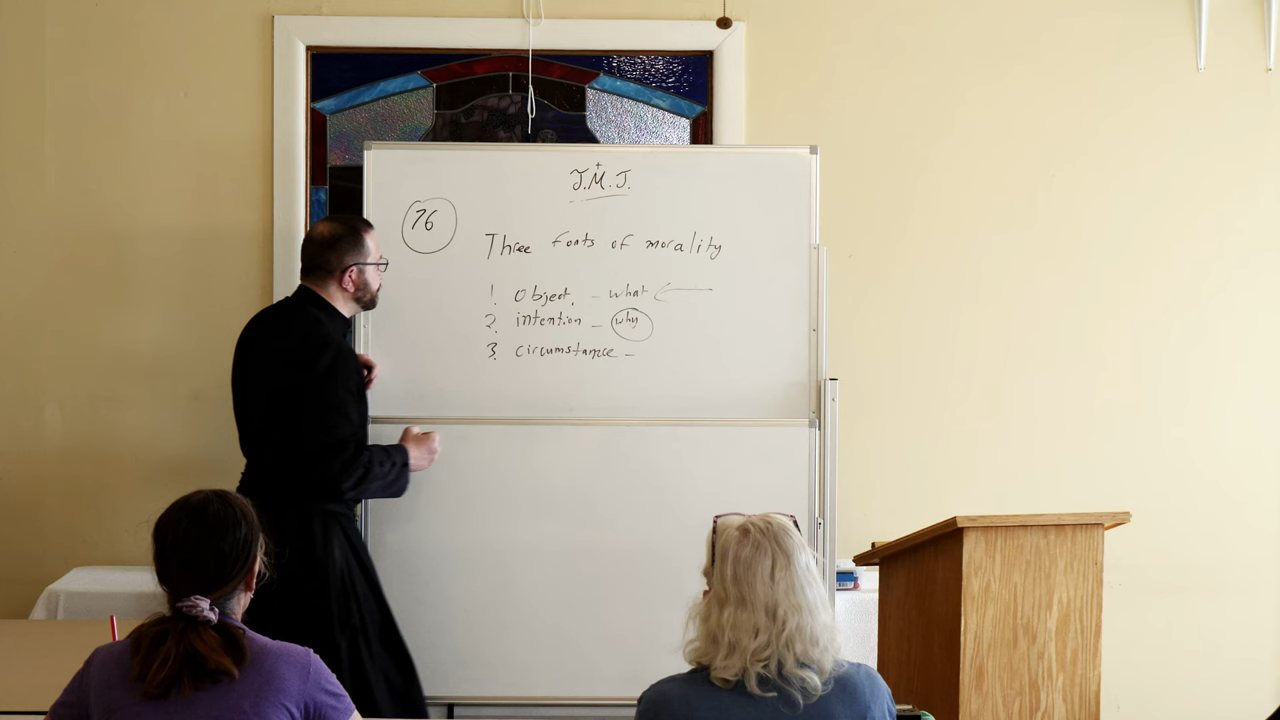 J.M.J.
76
Three fonts of morality
1 Object. - what
2. intention - why
3. circumstance -